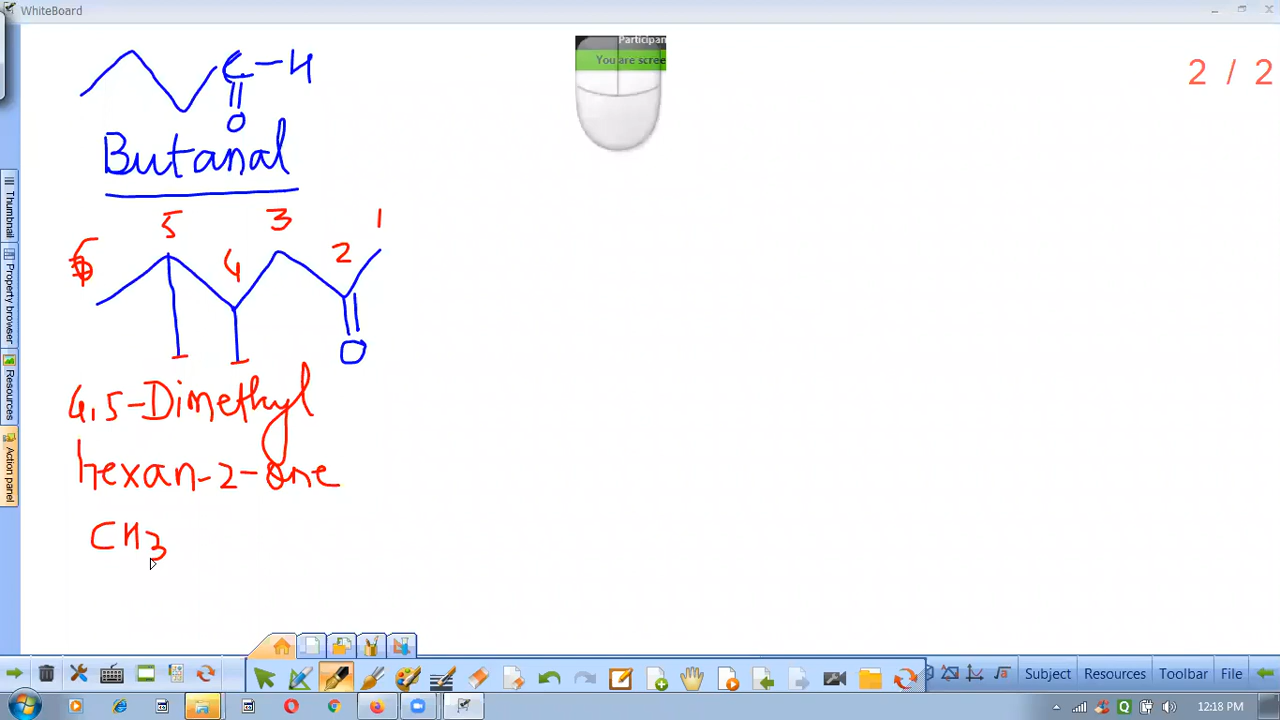 WhiteBoard
Participan
You are scree
2 / 2
C-H
O
Butanal
5 3 1
6 4 2
O
4,5-Dimethyl
hexan-2-one
CH3
Thumbnail
Property browser
Resources
Action panel
Subject Resources Toolbar File
12:18 PM